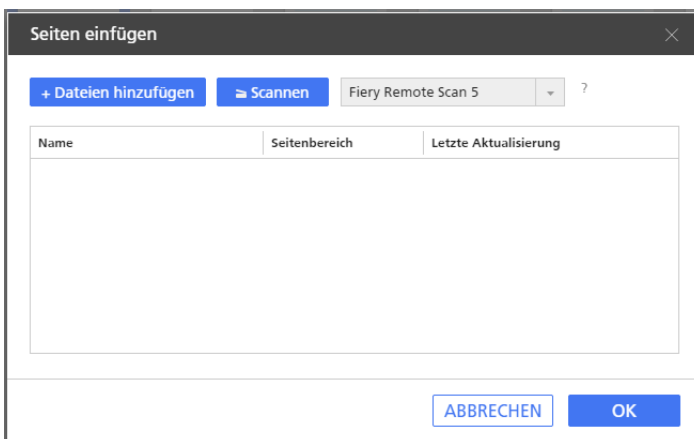 Seiten einfügen
+ Dateien hinzufügen Scannen Fiery Remote Scan 5 ?
Name Seitenbereich Letzte Aktualisierung
ABBRECHEN OK